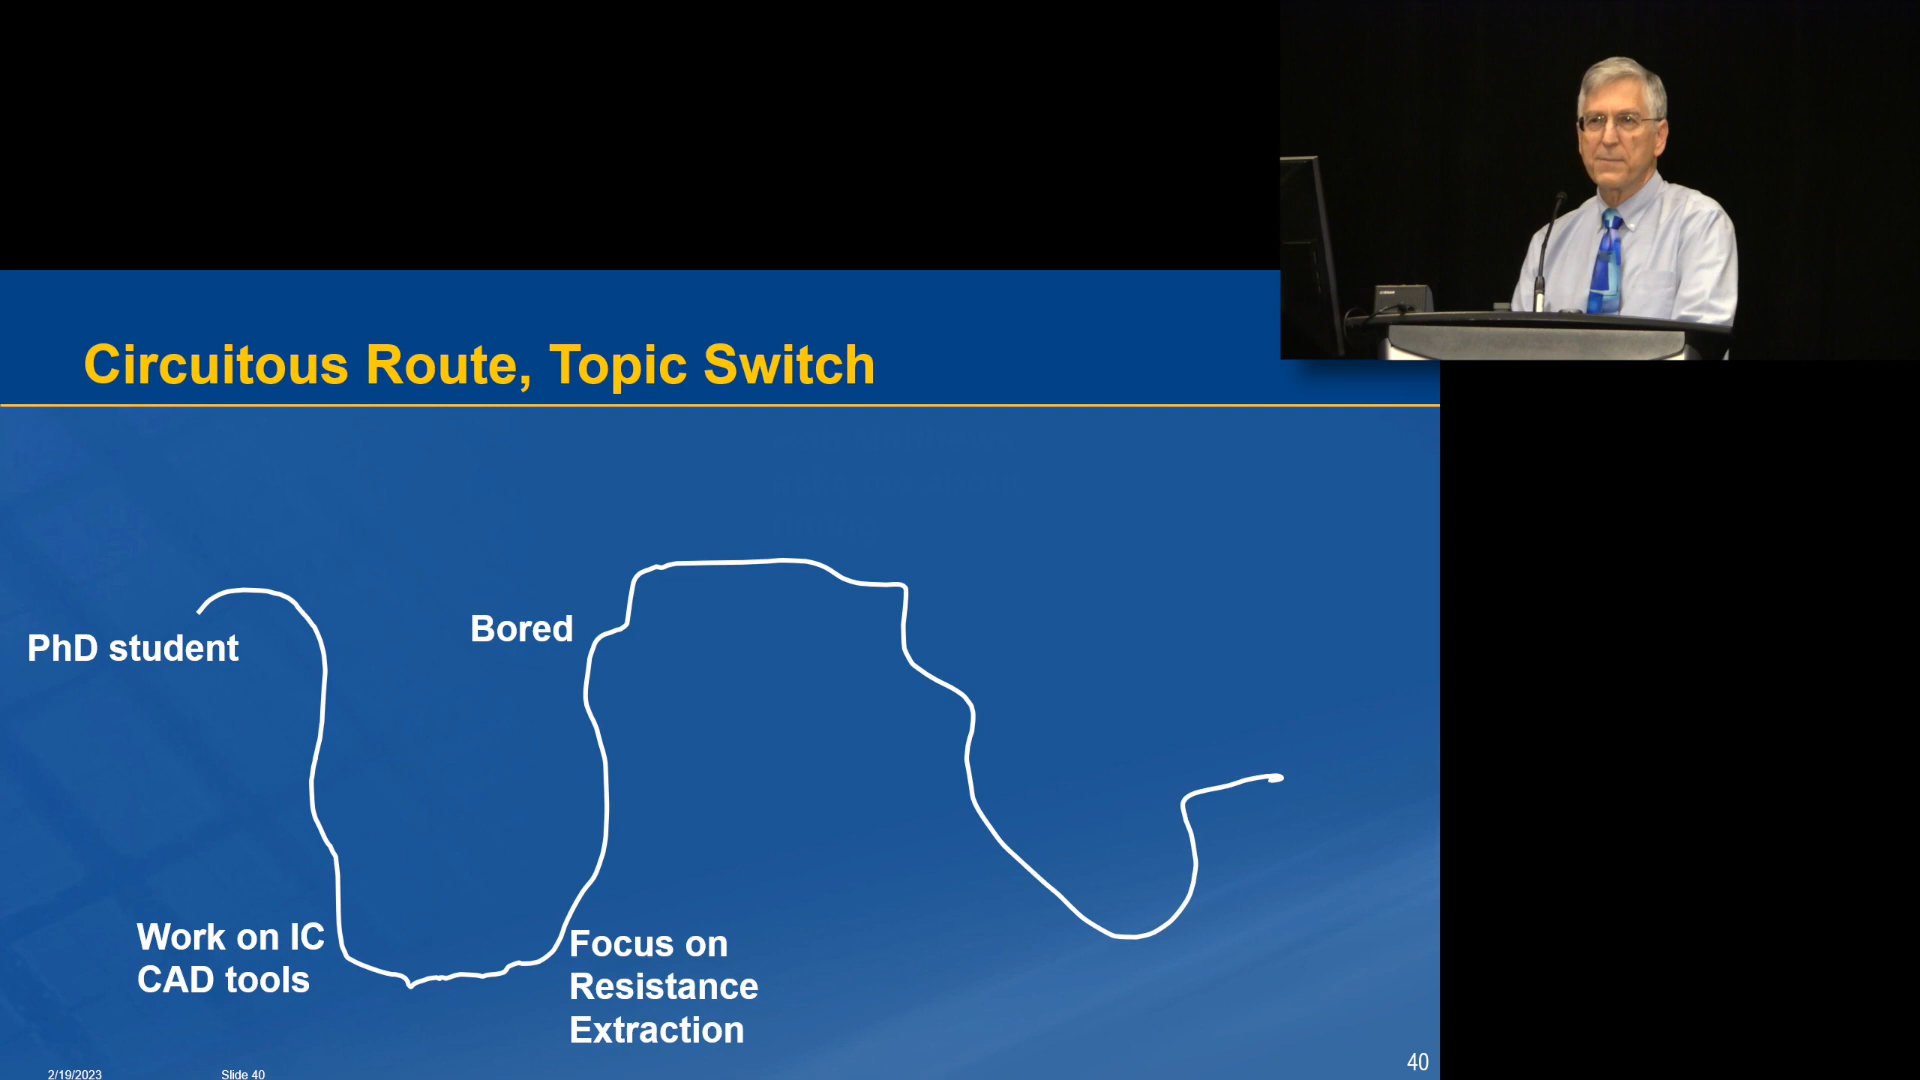 Circuitous Route, Topic Switch
PhD student
Bored
Work on IC
CAD tools
Focus on
Resistance
Extraction
2/19/2023
Slide 40
40